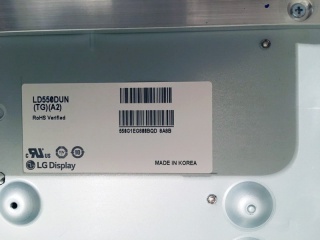 LD550DUN
(TG)(A2)
RoHS Verified
LG Display
MADE IN KOREA